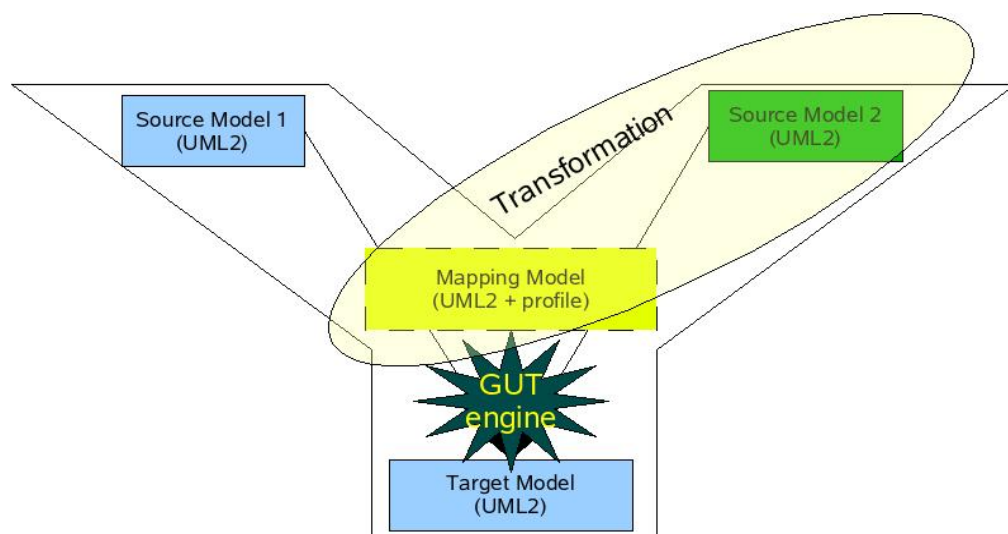 Source Model 1
(UML2)
Source Model 2
(UML2)
Transformation
Mapping Model
(UML2 + profile)
GUT
engine
Target Model
(UML2)